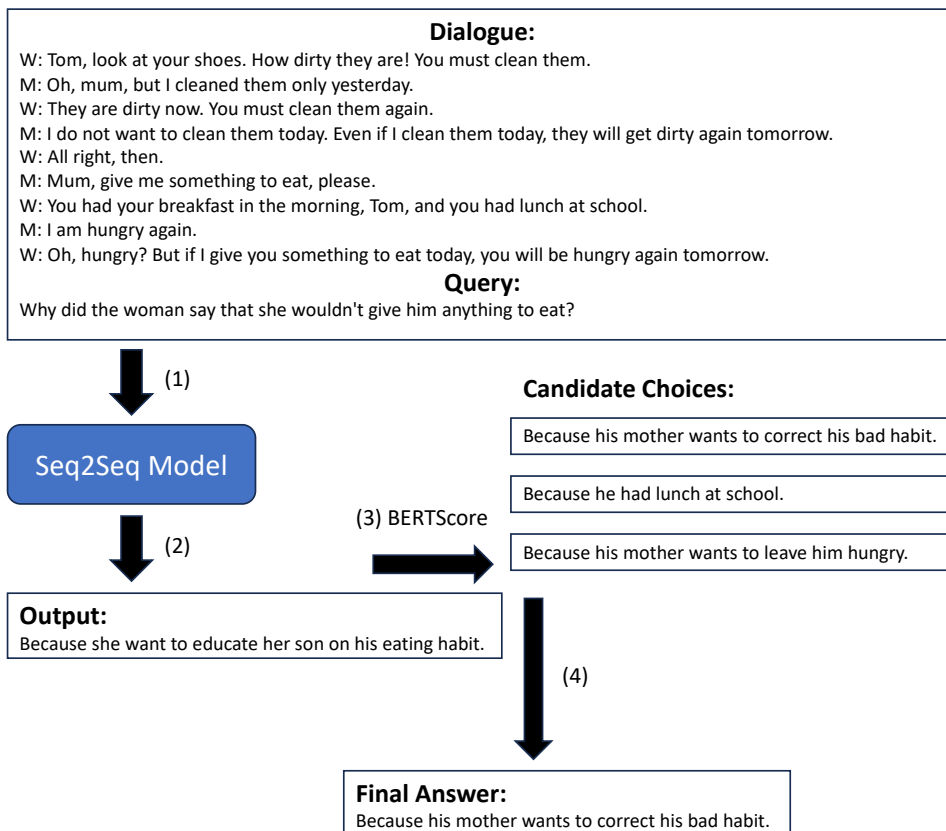 Dialogue:
W: Tom, look at your shoes. How dirty they are! You must clean them.
M: Oh, mum, but I cleaned them only yesterday.
W: They are dirty now. You must clean them again.
M: I do not want to clean them today. Even if I clean them today, they will get dirty again tomorrow.
W: All right, then.
M: Mum, give me something to eat, please.
W: You had your breakfast in the morning, Tom, and you had lunch at school.
M: I am hungry again.
W: Oh, hungry? But if I give you something to eat today, you will be hungry again tomorrow.
Query:
Why did the woman say that she wouldn't give him anything to eat?
(1)
Seq2Seq Model
(2)
Output:
Because she want to educate her son on his eating habit.
(3) BERTScore
Candidate Choices:
Because his mother wants to correct his bad habit.
Because he had lunch at school.
Because his mother wants to leave him hungry.
(4)
Final Answer:
Because his mother wants to correct his bad habit.